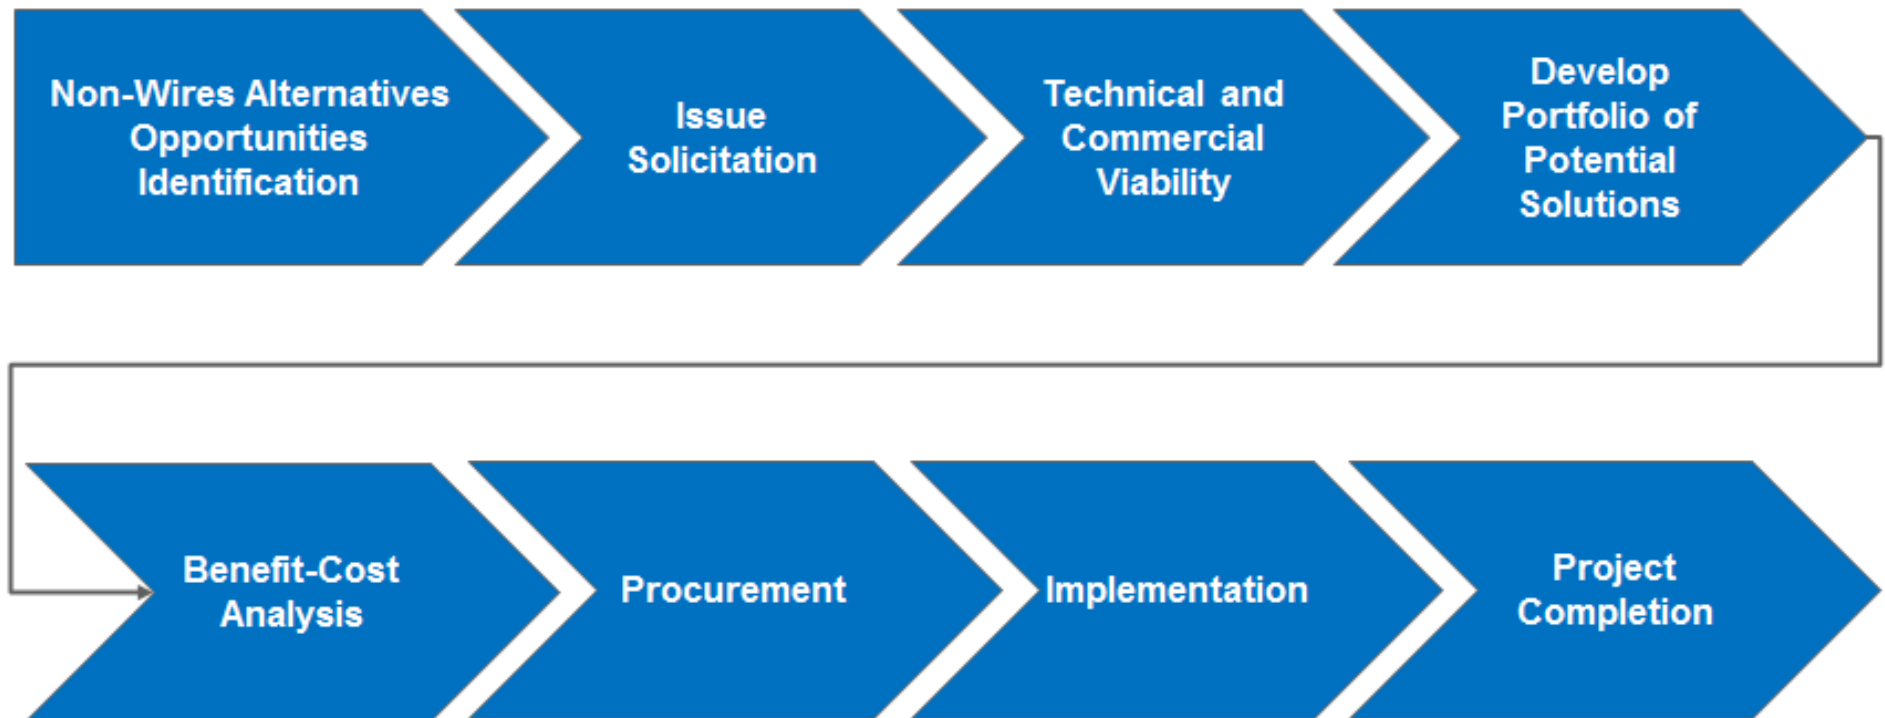 Non-Wires Alternatives
Opportunities
Identification
Issue
Solicitation
Technical and
Commercial
Viability
Develop
Portfolio of
Potential
Solutions
Benefit-Cost
Analysis
Procurement
Implementation
Project
Completion